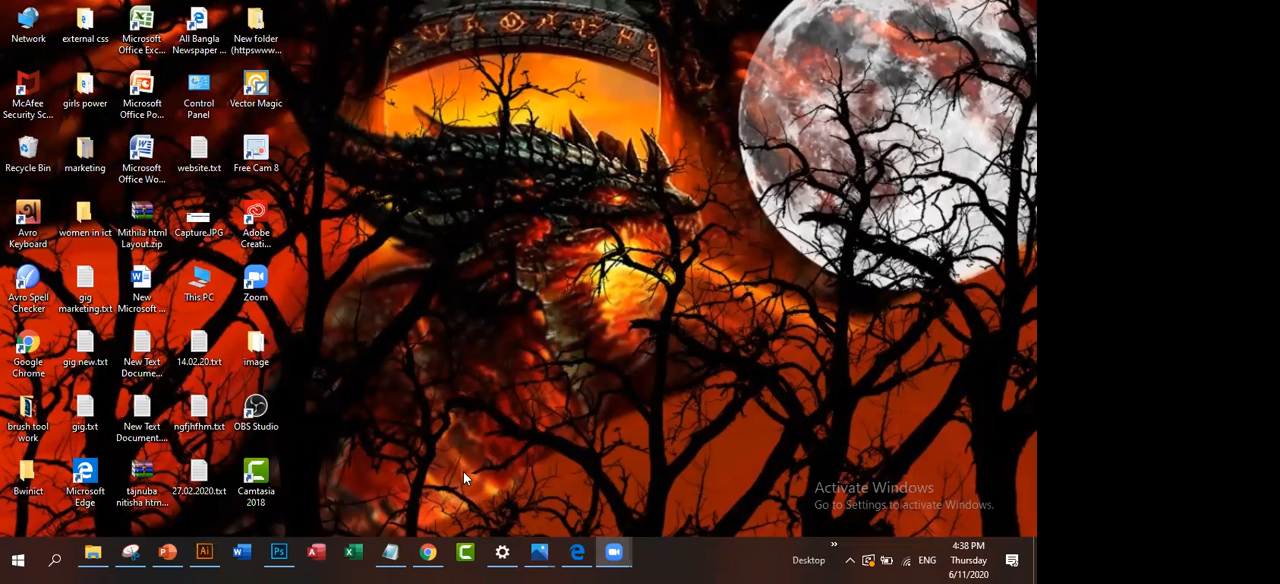 Network
external css
Microsoft
Office Exc...
All Bangla
Newspaper ...
New folder
(httpswww...
McAfee
Security Sc...
girls power
Microsoft
Office Po...
Control
Panel
Vector Magic
Recycle Bin
marketing
Microsoft
Office Wo...
website.txt
Free Cam 8
Avro
Keyboard
women in ict
Mithila html
Layout.zip
Capture.JPG
Adobe
Creati...
Avro Spell
Checker
gig
marketing.txt
New
Microsoft ...
This PC
Zoom
Google
Chrome
gig new.txt
New Text
Docume...
14.02.20.txt
image
brush tool
work
gig.txt
New Text
Document....
ngfjhfhm.txt
OBS Studio
Bwinict
Microsoft
Edge
tajnuba
nitisha htm...
27.02.2020.txt
Camtasia
2018
Activate Windows
Go to Settings to activate Windows.
Desktop
»
ENG
4:38 PM
Thursday
6/11/2020